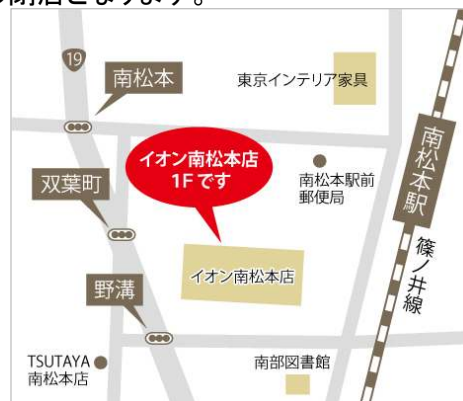 閉店となります。
19
南松本
東京インテリア家具
イオン南松本店
1Fです
南松本駅前
郵便局
南松本駅
双葉町
篠ノ井線
イオン南松本店
野溝
TSUTAYA
南松本店
南部図書館